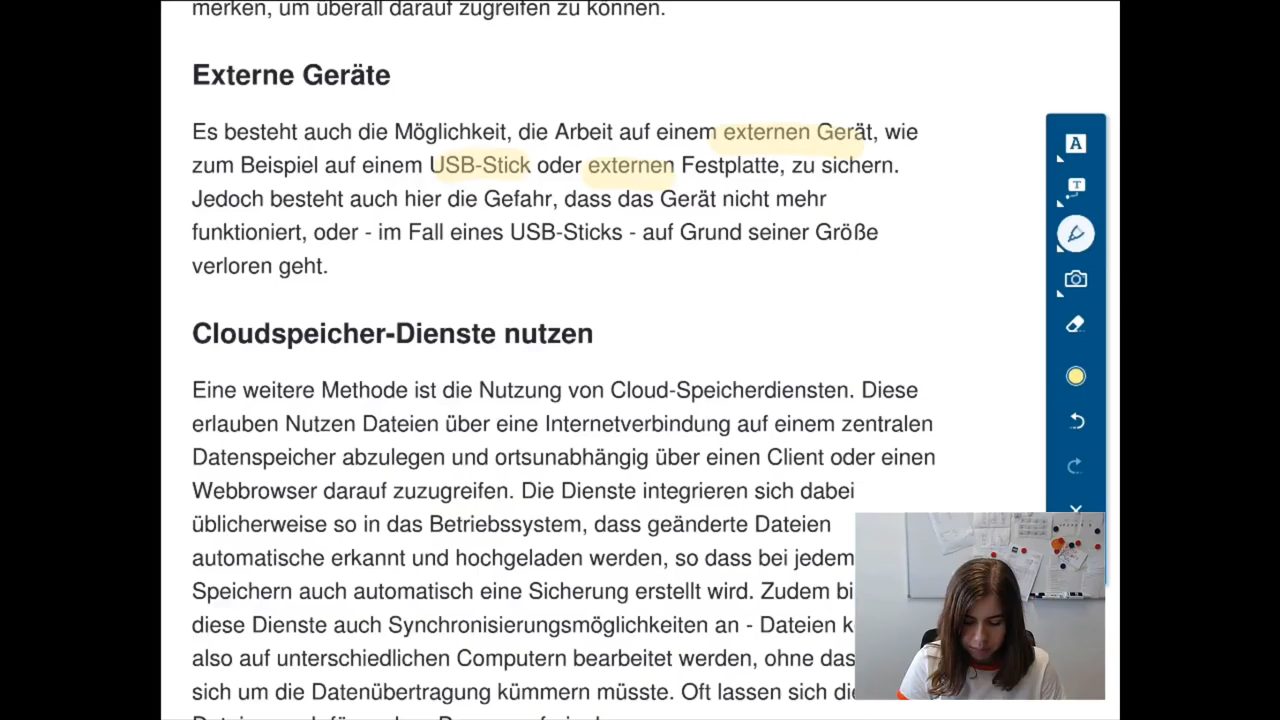 merken, um überall darauf zugreifen zu können.
Externe Geräte
Es besteht auch die Möglichkeit, die Arbeit auf einem externen Gerät, wie
zum Beispiel auf einem USB-Stick oder externen Festplatte, zu sichern.
Jedoch besteht auch hier die Gefahr, dass das Gerät nicht mehr
funktioniert, oder - im Fall eines USB-Sticks - auf Grund seiner Größe
verloren geht.
Cloudspeicher-Dienste nutzen
Eine weitere Methode ist die Nutzung von Cloud-Speicherdiensten. Diese
erlauben Nutzen Dateien über eine Internetverbindung auf einem zentralen
Datenspeicher abzulegen und ortsunabhängig über einen Client oder einen
Webbrowser darauf zuzugreifen. Die Dienste integrieren sich dabei
üblicherweise so in das Betriebssystem, dass geänderte Dateien
automatische erkannt und hochgeladen werden, so dass bei jedem
Speichern auch automatisch eine Sicherung erstellt wird. Zudem bi
diese Dienste auch Synchronisierungsmöglichkeiten an - Dateien k
also auf unterschiedlichen Computern bearbeitet werden, ohne das
sich um die Datenübertragung kümmern müsste. Oft lassen sich die
A
T